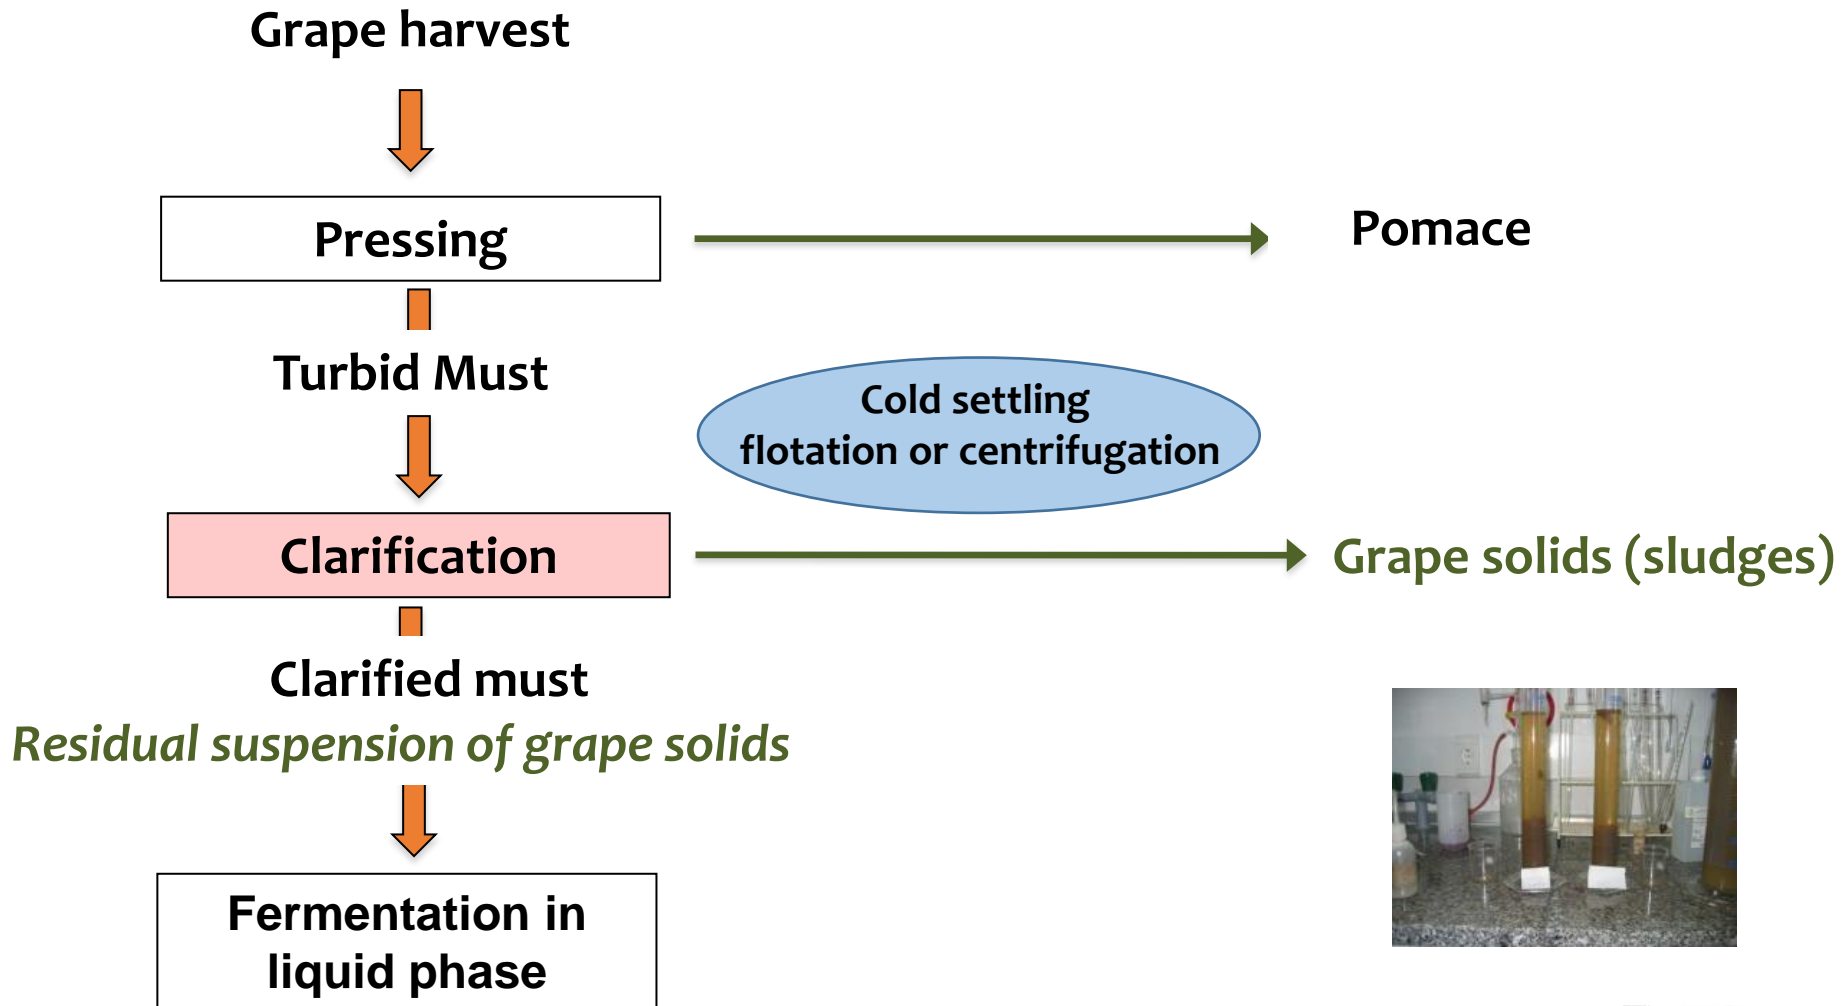 Grape harvest
Pressing
Pomace
Turbid Must
Cold settling
flotation or centrifugation
Clarification
Grape solids (sludges)
Clarified must
Residual suspension of grape solids
Fermentation in
liquid phase